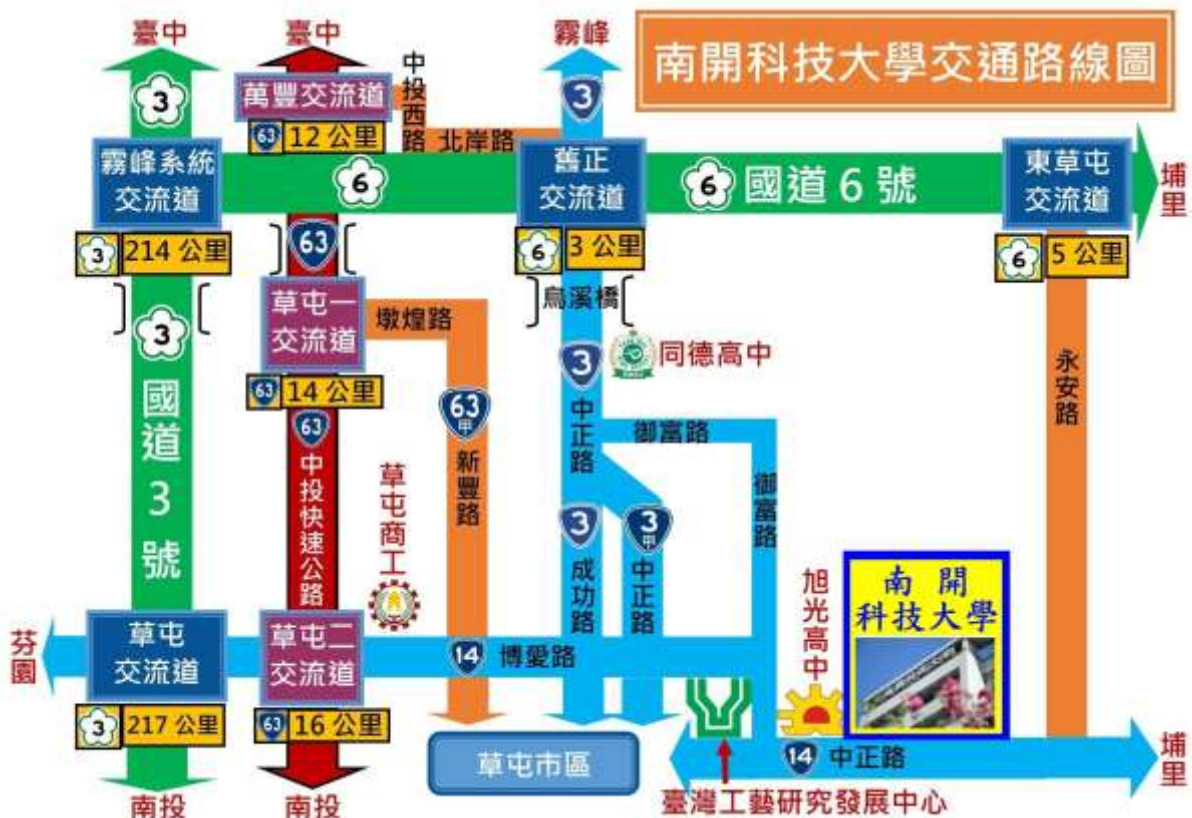 南開科技大學交通路線圖
臺中
臺中
霧峰
3
萬豐交流道
63 12 公里
中投西路
北岸路
3
霧峰系統
交流道
6
舊正
交流道
6 國道 6 號
東草屯
交流道
埔里
3 214 公里
63
6 3 公里
6 5 公里
烏溪橋
3
草屯一
交流道
墩煌路
63 14 公里
國道3號
63
中投快速公路
63甲
新豐路
3
中正路
同德高中
御富路
御富路
永安路
草屯商工
3
成功路
3甲
中正路
旭光高中
南開
科技大學
芬園
草屯
交流道
草屯二
交流道
14 博愛路
3 217 公里
63 16 公里
草屯市區
14 中正路
埔里
南投
南投
臺灣工藝研究發展中心